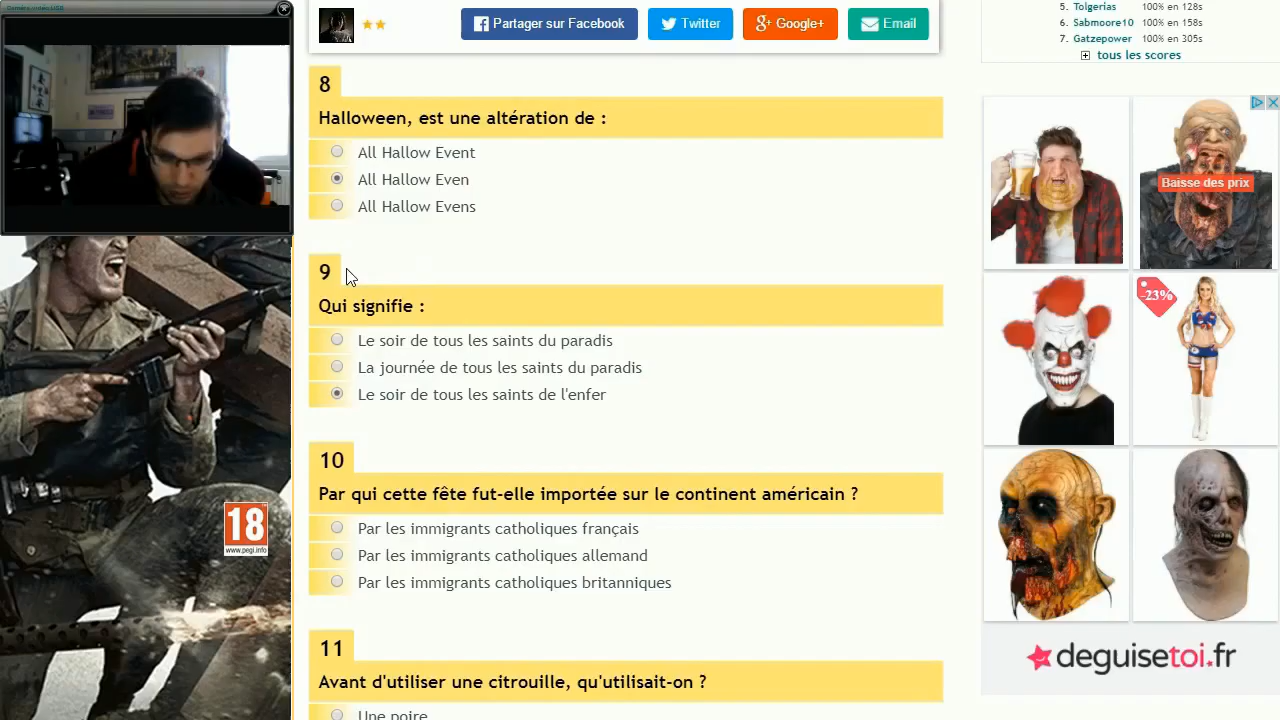 Partager sur Facebook
Twitter
Google+
Email
5. Tolgerias 100% en 128s
6. Sabmoore10 100% en 158s
7. Gatzepower 100% en 305s
tous les scores
8
Halloween, est une altération de :
All Hallow Event
All Hallow Even
All Hallow Evens
9
Qui signifie :
Le soir de tous les saints du paradis
La journée de tous les saints du paradis
Le soir de tous les saints de l'enfer
10
Par qui cette fête fut-elle importée sur le continent américain ?
Par les immigrants catholiques français
Par les immigrants catholiques allemand
Par les immigrants catholiques britanniques
11
Avant d'utiliser une citrouille, qu'utilisait-on ?
Une poire
Baisse des prix
-23%
deguisetoi.fr
18
www.pegi.info